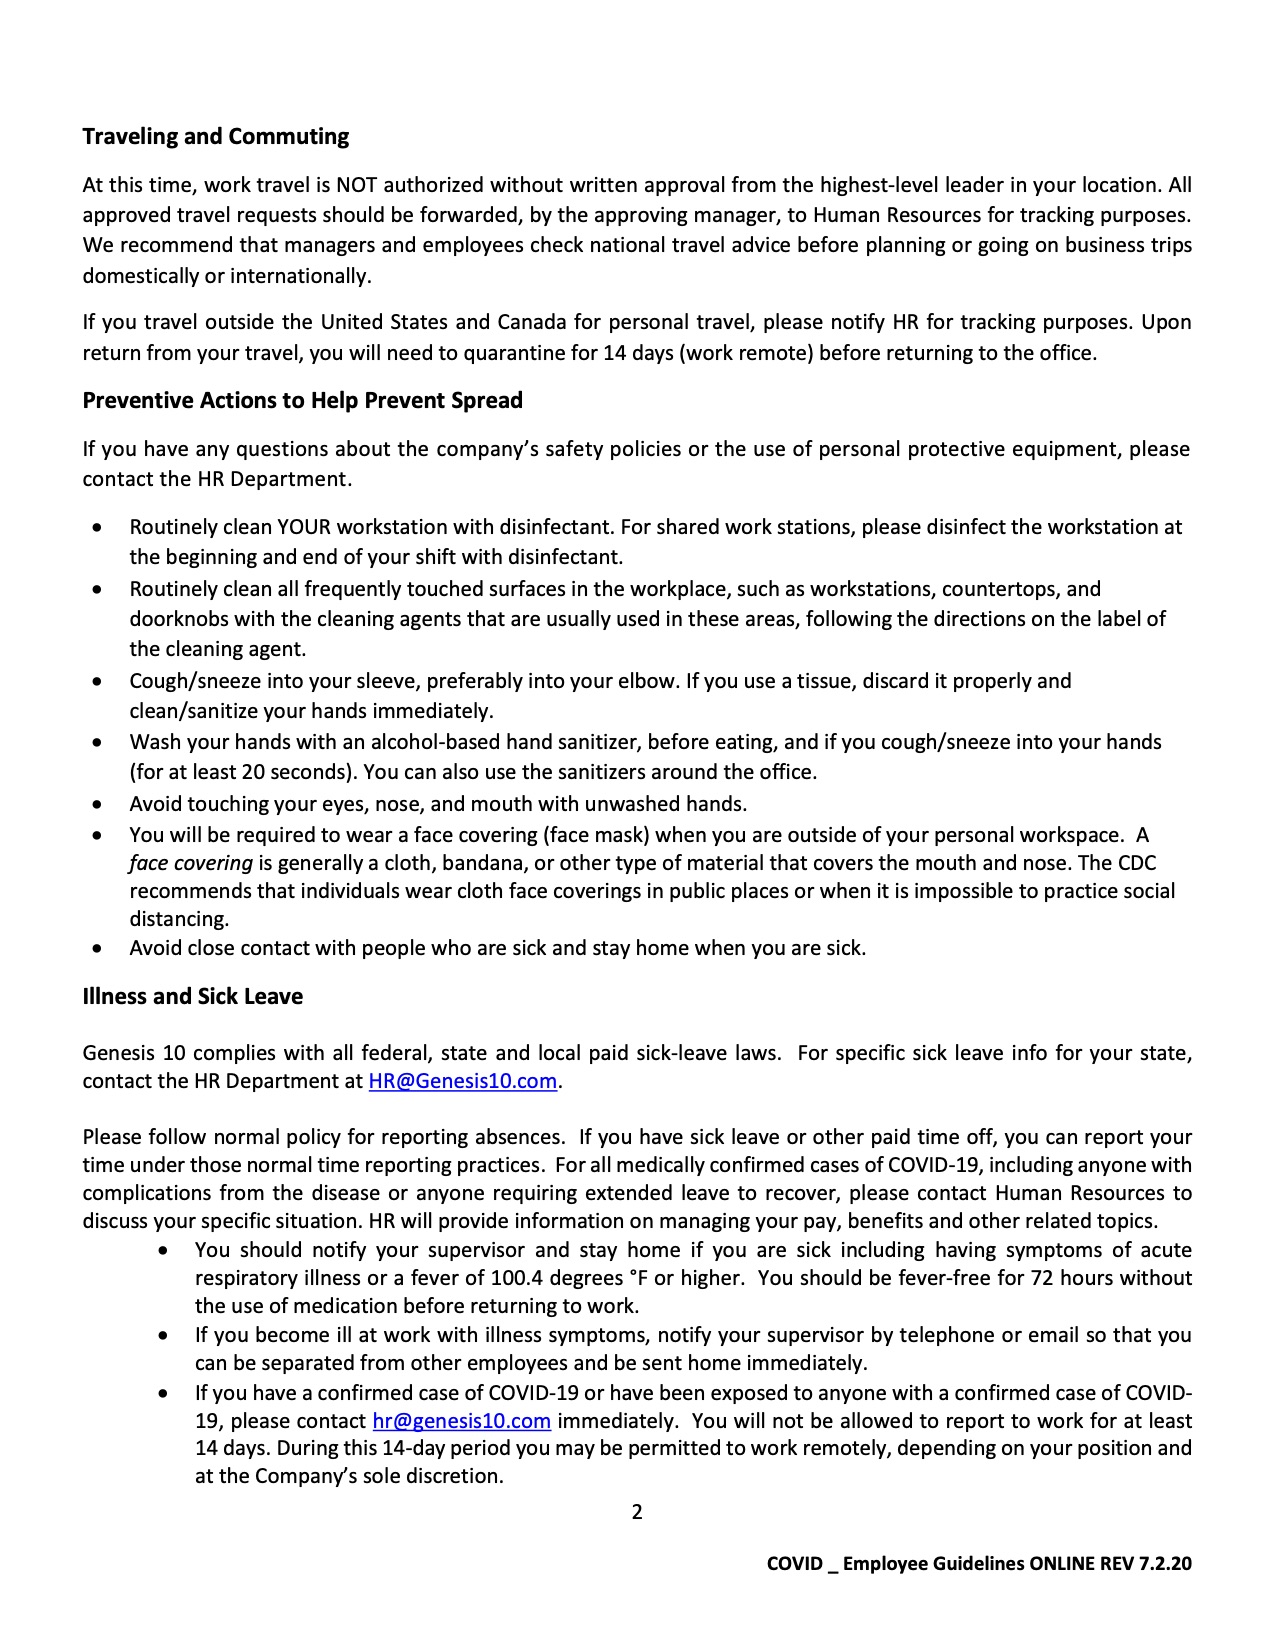 Traveling and Commuting
At this time, work travel is NOT authorized without written approval from the highest-level leader in your location. All
approved travel requests should be forwarded, by the approving manager, to Human Resources for tracking purposes.
We recommend that managers and employees check national travel advice before planning or going on business trips
domestically or internationally.
If you travel outside the United States and Canada for personal travel, please notify HR for tracking purposes. Upon
return from your travel, you will need to quarantine for 14 days (work remote) before returning to the office.
Preventive Actions to Help Prevent Spread
If you have any questions about the company’s safety policies or the use of personal protective equipment, please
contact the HR Department.
• Routinely clean YOUR workstation with disinfectant. For shared work stations, please disinfect the workstation at
the beginning and end of your shift with disinfectant.
• Routinely clean all frequently touched surfaces in the workplace, such as workstations, countertops, and
doorknobs with the cleaning agents that are usually used in these areas, following the directions on the label of
the cleaning agent.
• Cough/sneeze into your sleeve, preferably into your elbow. If you use a tissue, discard it properly and
clean/sanitize your hands immediately.
• Wash your hands with an alcohol-based hand sanitizer, before eating, and if you cough/sneeze into your hands
(for at least 20 seconds). You can also use the sanitizers around the office.
• Avoid touching your eyes, nose, and mouth with unwashed hands.
• You will be required to wear a face covering (face mask) when you are outside of your personal workspace.  A
face covering is generally a cloth, bandana, or other type of material that covers the mouth and nose. The CDC
recommends that individuals wear cloth face coverings in public places or when it is impossible to practice social
distancing.
• Avoid close contact with people who are sick and stay home when you are sick.
Illness and Sick Leave
Genesis 10 complies with all federal, state and local paid sick-leave laws.  For specific sick leave info for your state,
contact the HR Department at HR@Genesis10.com.
Please follow normal policy for reporting absences.  If you have sick leave or other paid time off, you can report your
time under those normal time reporting practices.  For all medically confirmed cases of COVID-19, including anyone with
complications from the disease or anyone requiring extended leave to recover, please contact Human Resources to
discuss your specific situation. HR will provide information on managing your pay, benefits and other related topics.
• You should notify your supervisor and stay home if you are sick including having symptoms of acute
respiratory illness or a fever of 100.4 degrees °F or higher.  You should be fever-free for 72 hours without
the use of medication before returning to work.
• If you become ill at work with illness symptoms, notify your supervisor by telephone or email so that you
can be separated from other employees and be sent home immediately.
• If you have a confirmed case of COVID-19 or have been exposed to anyone with a confirmed case of COVID-
19, please contact hr@genesis10.com immediately.  You will not be allowed to report to work for at least
14 days. During this 14-day period you may be permitted to work remotely, depending on your position and
at the Company’s sole discretion.
2
COVID _ Employee Guidelines ONLINE REV 7.2.20